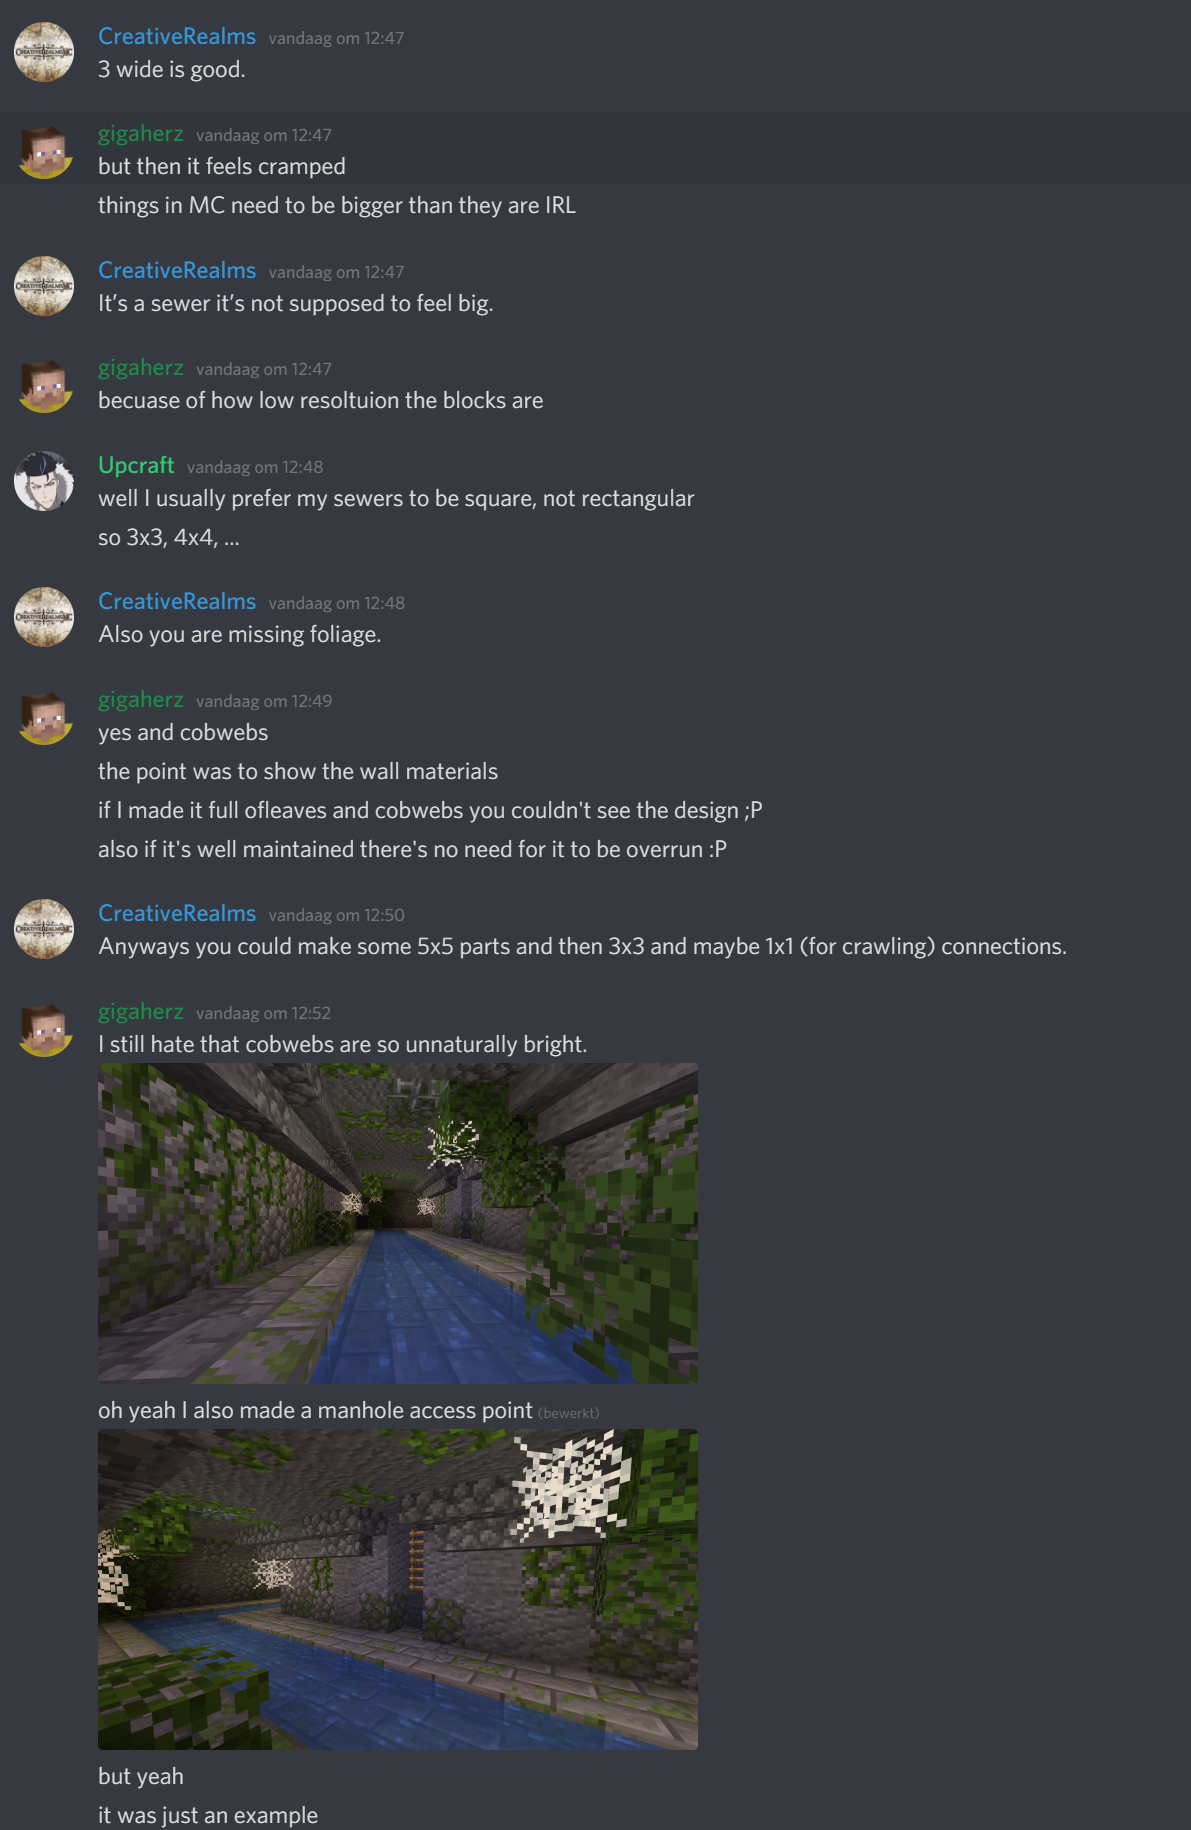 CreativeRealms vandaag om 12:47
3 wide is good.
gigaherz vandaag om 12:47
but then it feels cramped
things in MC need to be bigger than they are IRL
CreativeRealms vandaag om 12:47
It's a sewer it's not supposed to feel big.
gigaherz vandaag om 12:47
becuase of how low resoltuion the blocks are
Upcraft vandaag om 12:48
well I usually prefer my sewers to be square, not rectangular
so 3x3, 4x4, ...
CreativeRealms vandaag om 12:48
Also you are missing foliage.
gigaherz vandaag om 12:49
yes and cobwebs
the point was to show the wall materials
if I made it full ofleaves and cobwebs you couldn't see the design ;P
also if it's well maintained there's no need for it to be overrun :P
CreativeRealms vandaag om 12:50
Anyways you could make some 5x5 parts and then 3x3 and maybe 1x1 (for crawling) connections.
gigaherz vandaag om 12:52
I still hate that cobwebs are so unnaturally bright.
oh yeah I also made a manhole access point (bewerkt)
but yeah
it was just an example